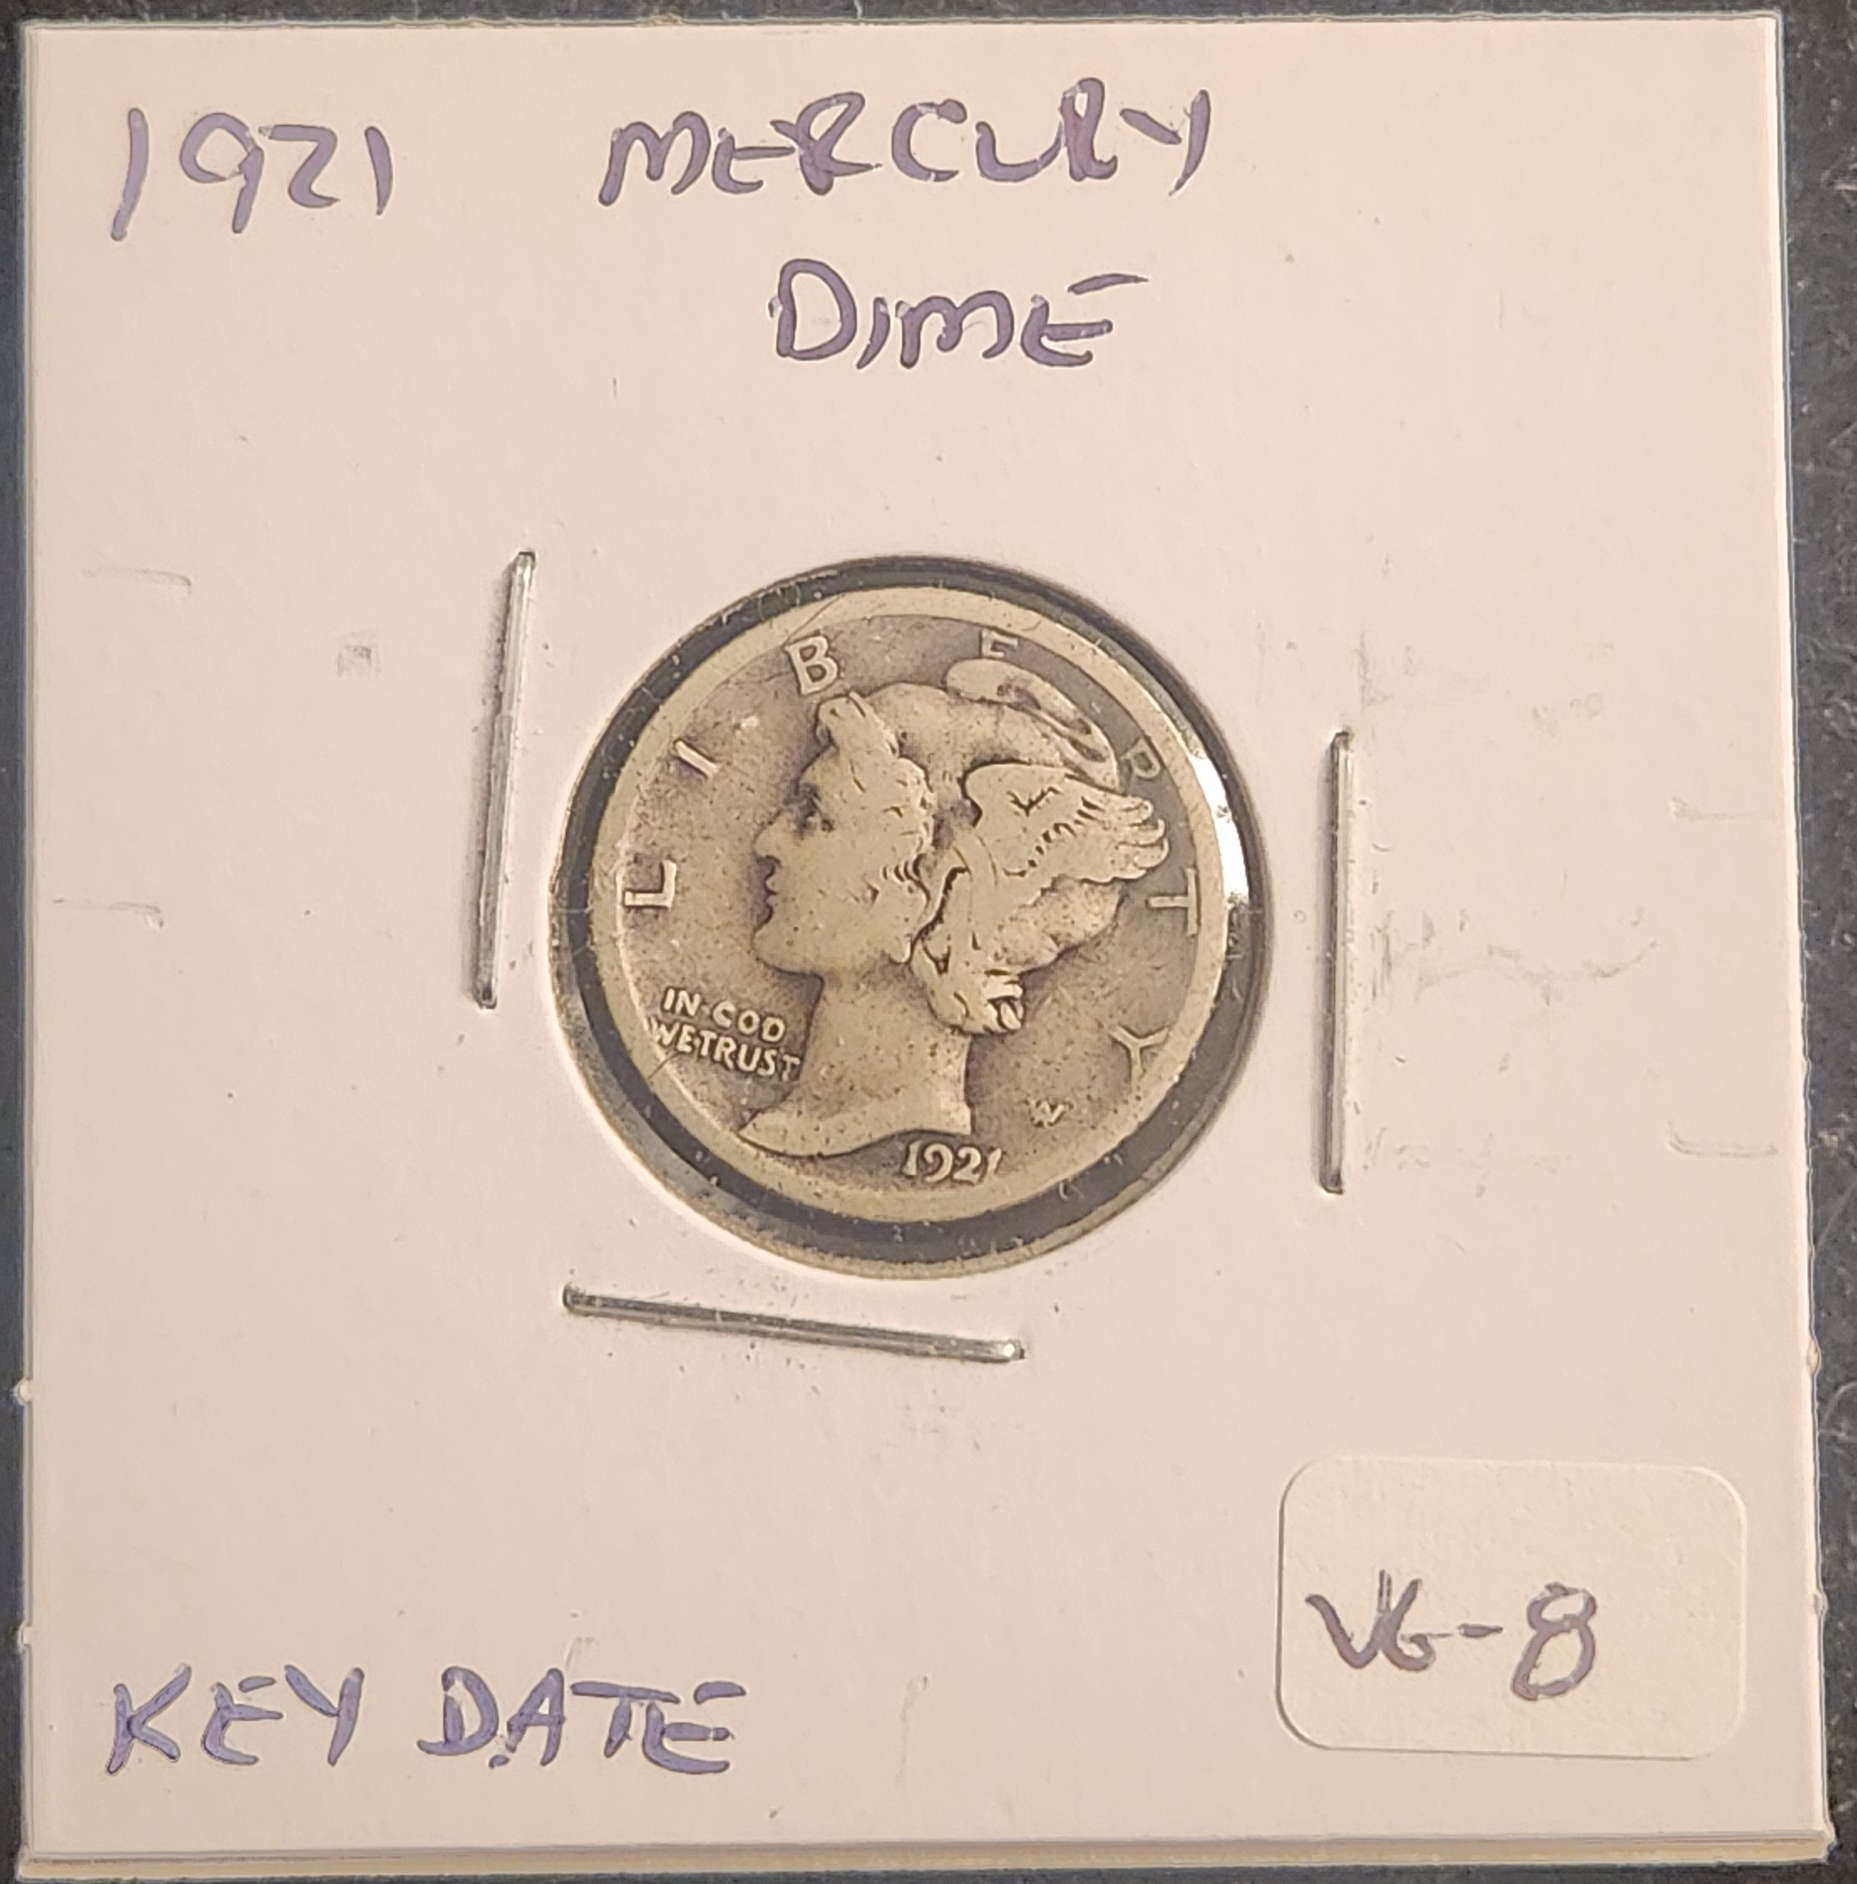 1921 MERCURY
DIME
LIBERTY
IN GOD
WE TRUST
1921
W
VG-8
KEY DATE